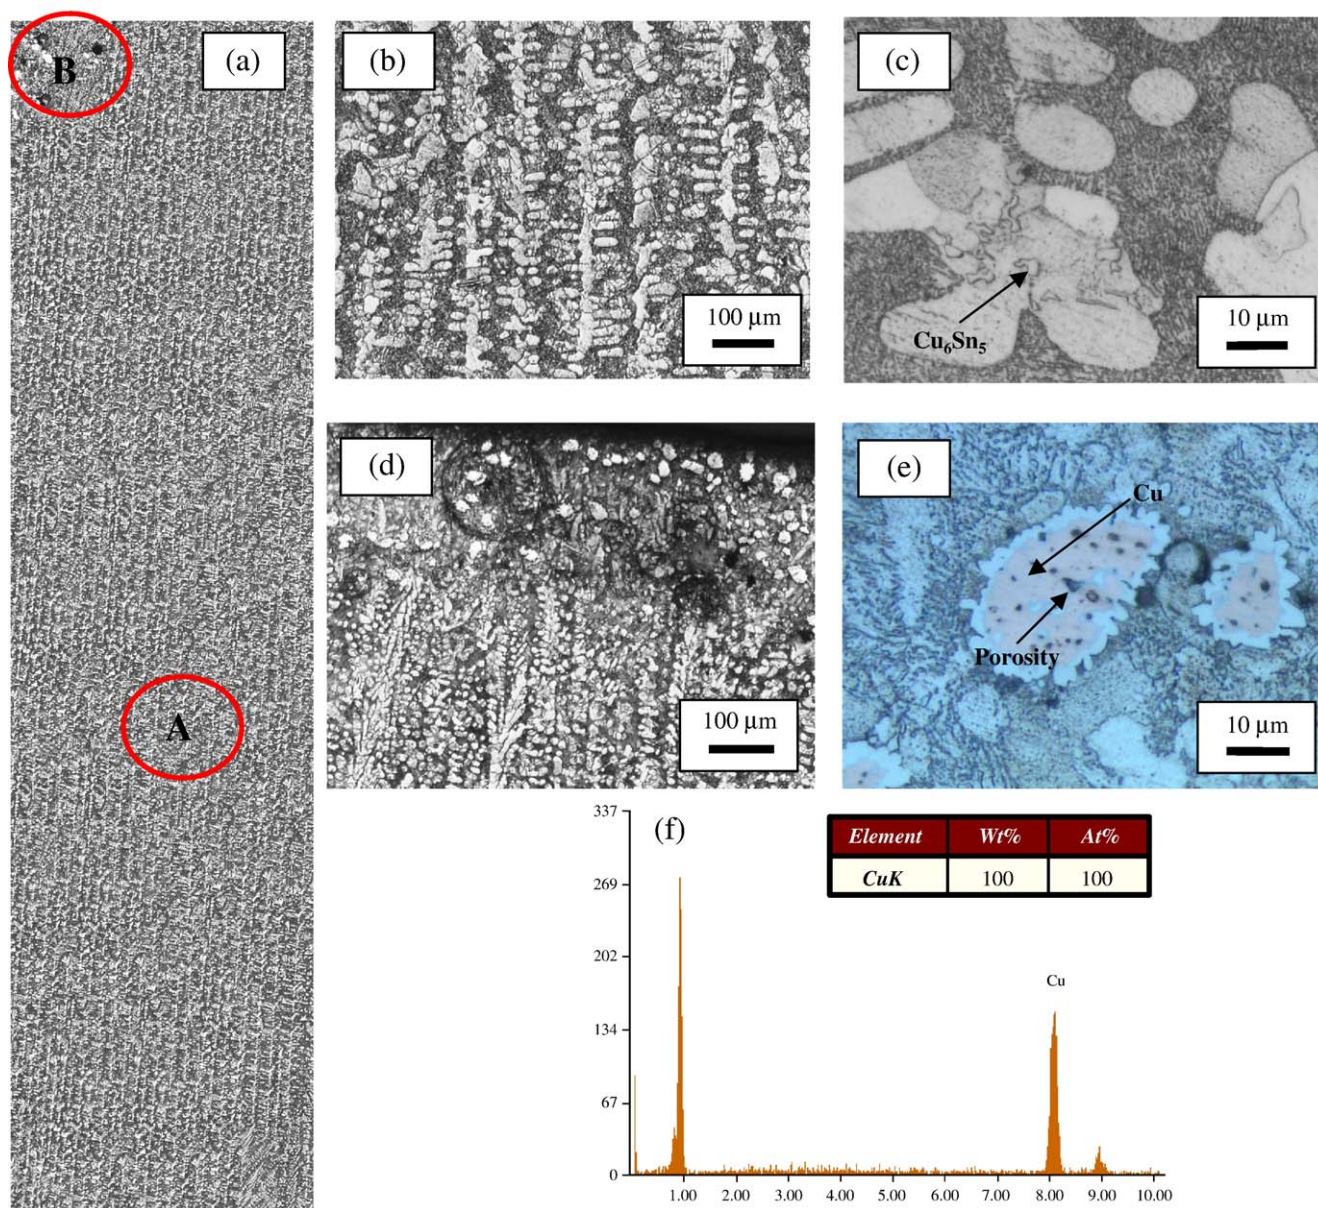 B
(a)
A
(b)
100 µm
(c)
Cu₆Sn₅
10 µm
(d)
100 µm
(e)
Cu
Porosity
10 µm
(f)
337
269
202
134
67
0
Element Wt% At%
CuK 100 100
Cu
1.00 2.00 3.00 4.00 5.00 6.00 7.00 8.00 9.00 10.00